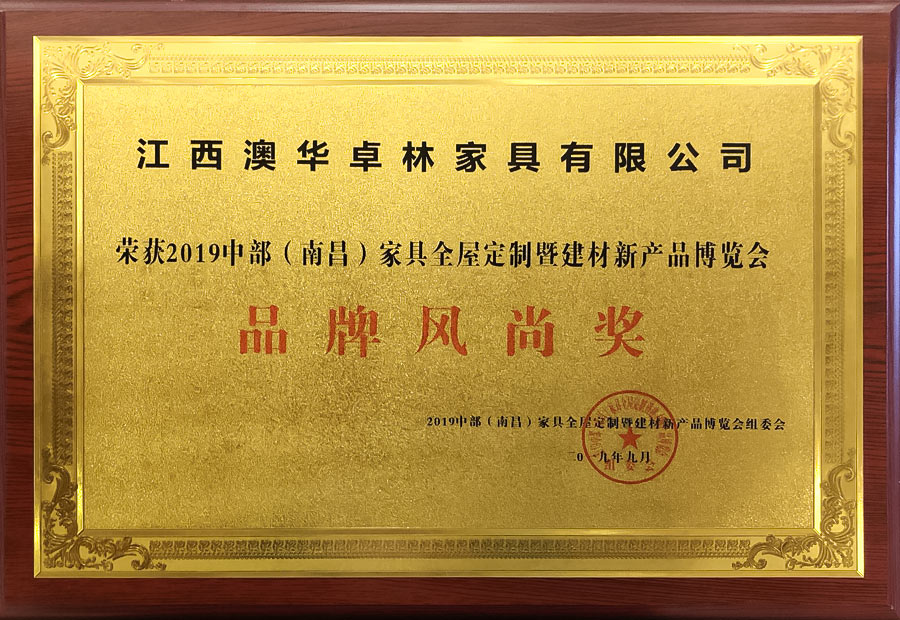 江西澳华卓林家具有限公司
荣获2019中部（南昌）家具全屋定制暨建材新产品博览会
品牌风尚奖
2019中部（南昌）家具全屋定制暨建材新产品博览会组委会
二0一九年九月